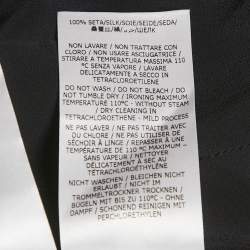 100% SETA/SILK/SOIE/SEIDE/SEDA/
NON LAVARE / NON TRATTARE CON
CLORO / NON USARE ASCIUGATRICE /
STIRARE A TEMPERATURA MASSIMA 110
ºC SENZA VAPORE / LAVARE
DELICATAMENTE A SECCO IN
TETRACLOROETILENE
DO NOT WASH / DO NOT BLEACH / DO
NOT TUMBLE DRY / IRONING MAXIMUM
TEMPERATURE 110ºC - WITHOUT STEAM
/ DRY CLEANING IN
TETRACHLOROETHENE - MILD PROCESS
NE PAS LAVER / NE PAS TRAITER AVEC
DU CHLORE / NE PAS UTILISER DE
SÈCHOIR À LINGE / REPASSER À UNE
TEMPÉRATURE DE 110 ºC MAXIMUM –
SANS VAPEUR / NETTOYER
DÉLICATEMENT À SEC AU
TÉTRACHLOROÉTHYLÈNE
NICHT WASCHEN / BLEICHEN NICHT
ERLAUBT / NICHT IM
TROMMELTROCKNER TROCKNEN /
BÜGELN MIT BIS ZU 110ºC - OHNE
DAMPF / SCHONEND REINIGEN MIT
PERCHLORETHYLEN